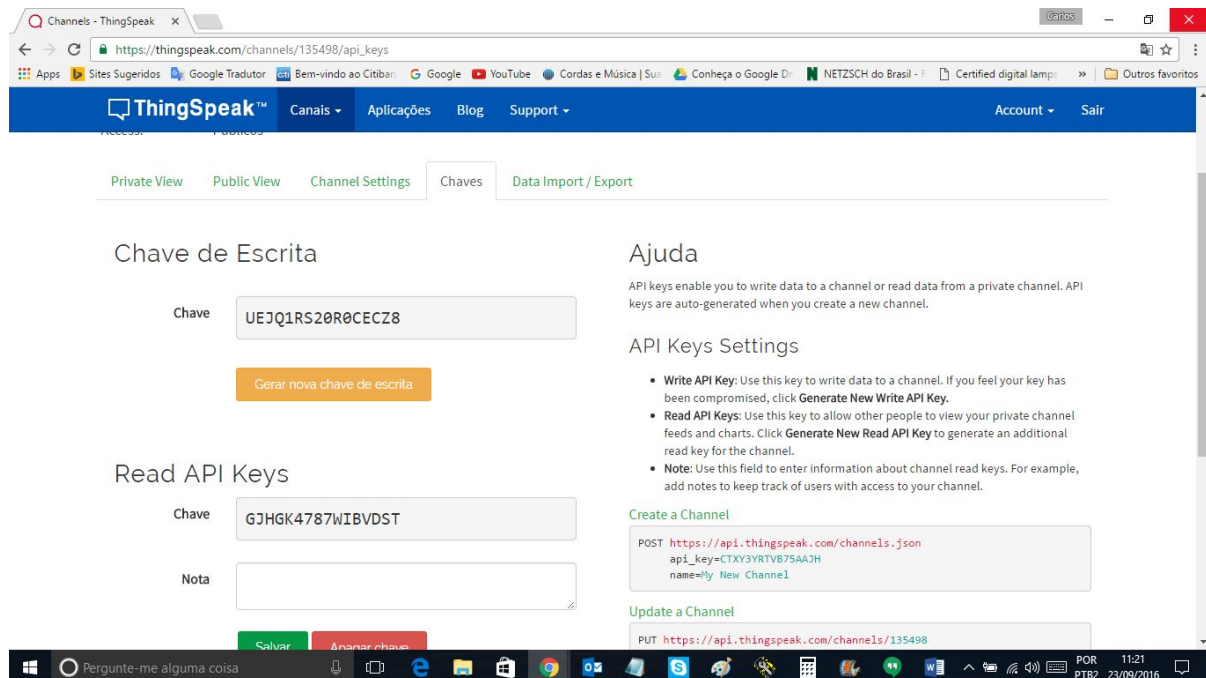 Channels - ThingSpeak
Carlos
https://thingspeak.com/channels/135498/api_keys
Apps Sites Sugeridos Google Tradutor Bem-vindo ao Citiban Google YouTube Cordas e Música | Sua Conheça o Google Dri NETZSCH do Brasil - Certified digital lamps » Outros favoritos
ThingSpeak™ Canais Aplicações Blog Support Account Sair
Access: Públicos
Private View Public View Channel Settings Chaves Data Import / Export
Chave de Escrita
Chave UEJQ1RS20R0CECZ8
Gerar nova chave de escrita
Read API Keys
Chave GJHGK4787WIBVDST
Nota
Salvar Apagar chave
Ajuda
API keys enable you to write data to a channel or read data from a private channel. API
keys are auto-generated when you create a new channel.
API Keys Settings
• Write API Key: Use this key to write data to a channel. If you feel your key has
been compromised, click Generate New Write API Key.
• Read API Keys: Use this key to allow other people to view your private channel
feeds and charts. Click Generate New Read API Key to generate an additional
read key for the channel.
• Note: Use this field to enter information about channel read keys. For example,
add notes to keep track of users with access to your channel.
Create a Channel
POST https://api.thingspeak.com/channels.json
api_key=CTXY3YRTVB75AAJH
name=My New Channel
Update a Channel
PUT https://api.thingspeak.com/channels/135498
Pergunte-me alguma coisa
POR 11:21
PTB2 23/09/2016